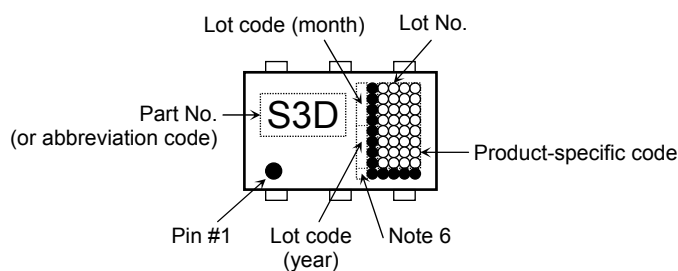 Lot code (month)
Lot No.
Part No.
(or abbreviation code)
S3D
Product-specific code
Pin #1
Lot code
(year)
Note 6